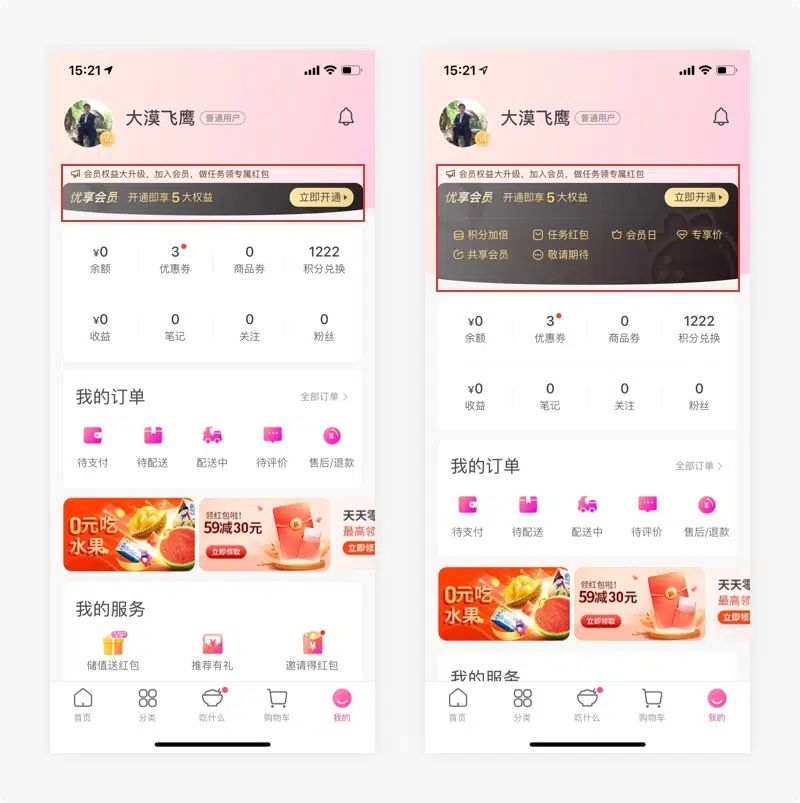 15:21
大漠飞鹰 普通用户
会员权益大升级，加入会员，做任务领专属红包
优享会员 开通即享5大权益 立即开通
¥0 3 0 1222
余额 优惠券 商品券 积分兑换
¥0 0 0 0
收益 笔记 关注 粉丝
我的订单 全部订单
待支付 待配送 配送中 待评价 售后/退款
0元吃
水果
领红包啦！
59减30元
立即领取
天天零
最高领
立即领
我的服务
VIP
储值送红包 推荐有礼 邀请得红包
首页 分类 吃什么 购物车 我的
15:21
大漠飞鹰 普通用户
会员权益大升级，加入会员，做任务领专属红包
优享会员 开通即享5大权益 立即开通
积分加倍 任务红包 会员日 专享价
共享会员 敬请期待
¥0 3 0 1222
余额 优惠券 商品券 积分兑换
¥0 0 0 0
收益 笔记 关注 粉丝
我的订单 全部订单
待支付 待配送 配送中 待评价 售后/退款
0元吃
水果
领红包啦！
59减30元
立即领取
天天零
最高领
立即领
我的服务
首页 分类 吃什么 购物车 我的